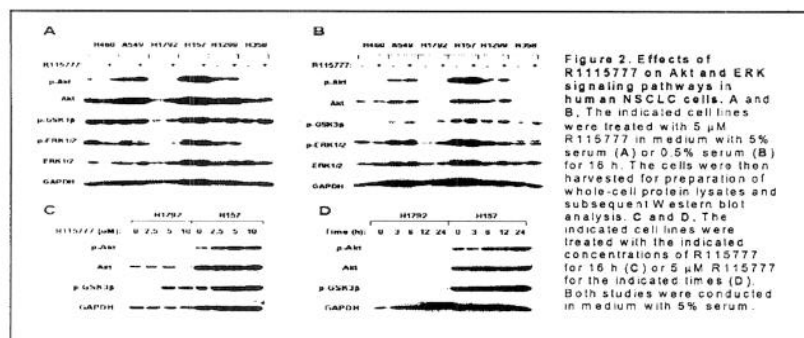 A
H460 A549 H1792 H157 H1299 H358
R115777: - + - + - + - + - + - +
p-Akt
Akt
p-GSK3β
p-ERK1/2
ERK1/2
GAPDH
B
H460 A549 H1792 H157 H1299 H358
R115777: - + - + - + - + - + - +
p-Akt
Akt
p-GSK3β
p-ERK1/2
ERK1/2
GAPDH
C
H1792 H157
R115777 (μM): 0 2.5 5 10 0 2.5 5 10
p-Akt
Akt
p-GSK3β
GAPDH
D
H1792 H157
Time (h): 0 3 6 12 24 0 3 6 12 24
p-Akt
Akt
p-GSK3β
GAPDH
Figure 2. Effects of
R1115777 on Akt and ERK
signaling pathways in
human NSCLC cells. A and
B, The indicated cell lines
were treated with 5 μM
R115777 in medium with 5%
serum (A) or 0.5% serum (B)
for 16 h. The cells were then
harvested for preparation of
whole-cell protein lysates and
subsequent Western blot
analysis. C and D, The
indicated cell lines were
treated with the indicated
concentrations of R115777
for 16 h (C) or 5 μM R115777
for the indicated times (D).
Both studies were conducted
in medium with 5% serum.